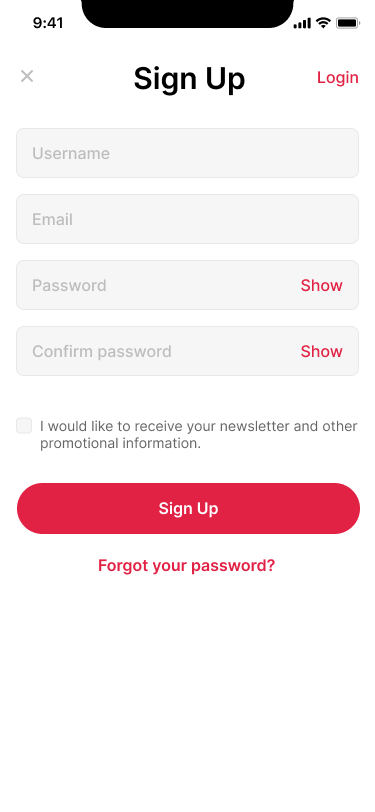 9:41
Sign Up
Login
Username
Email
Password
Show
Confirm password
Show
I would like to receive your newsletter and other
promotional information.
Sign Up
Forgot your password?